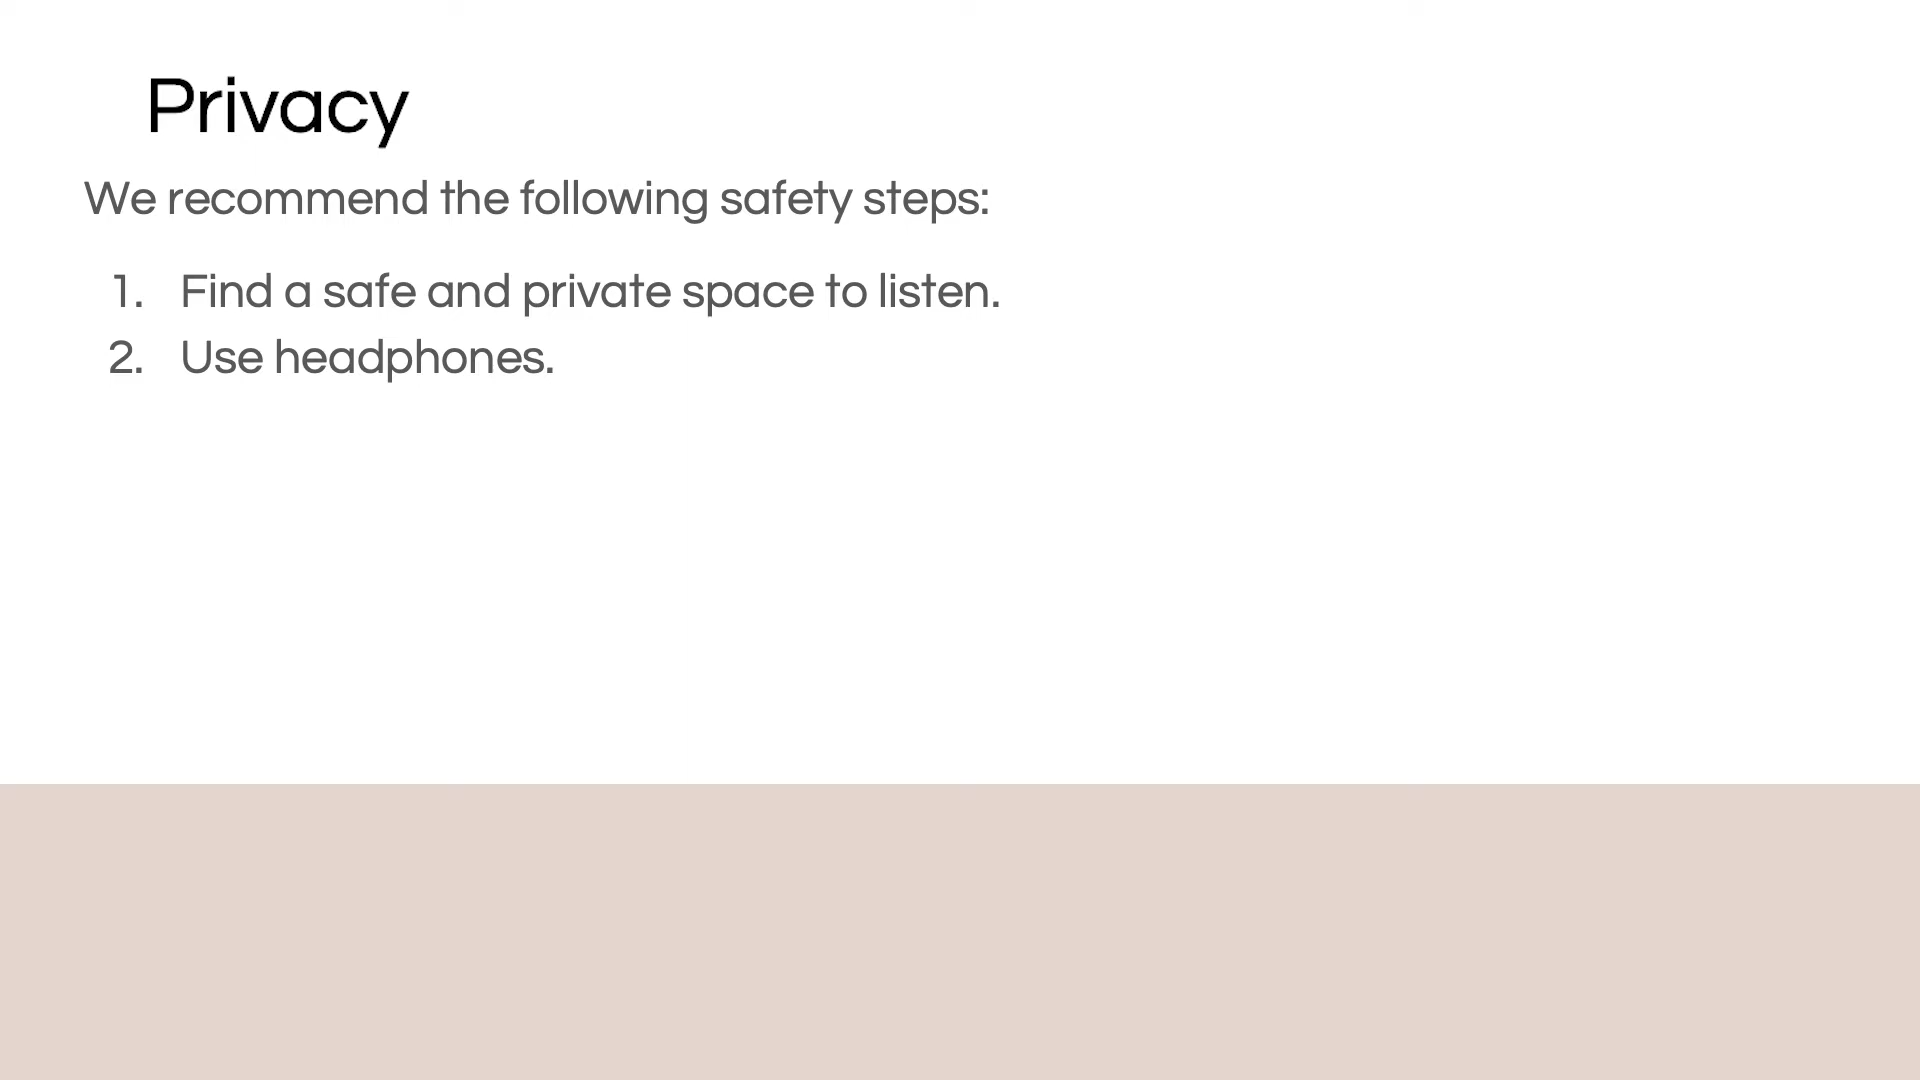 Privacy
We recommend the following safety steps:
1. Find a safe and private space to listen.
2. Use headphones.